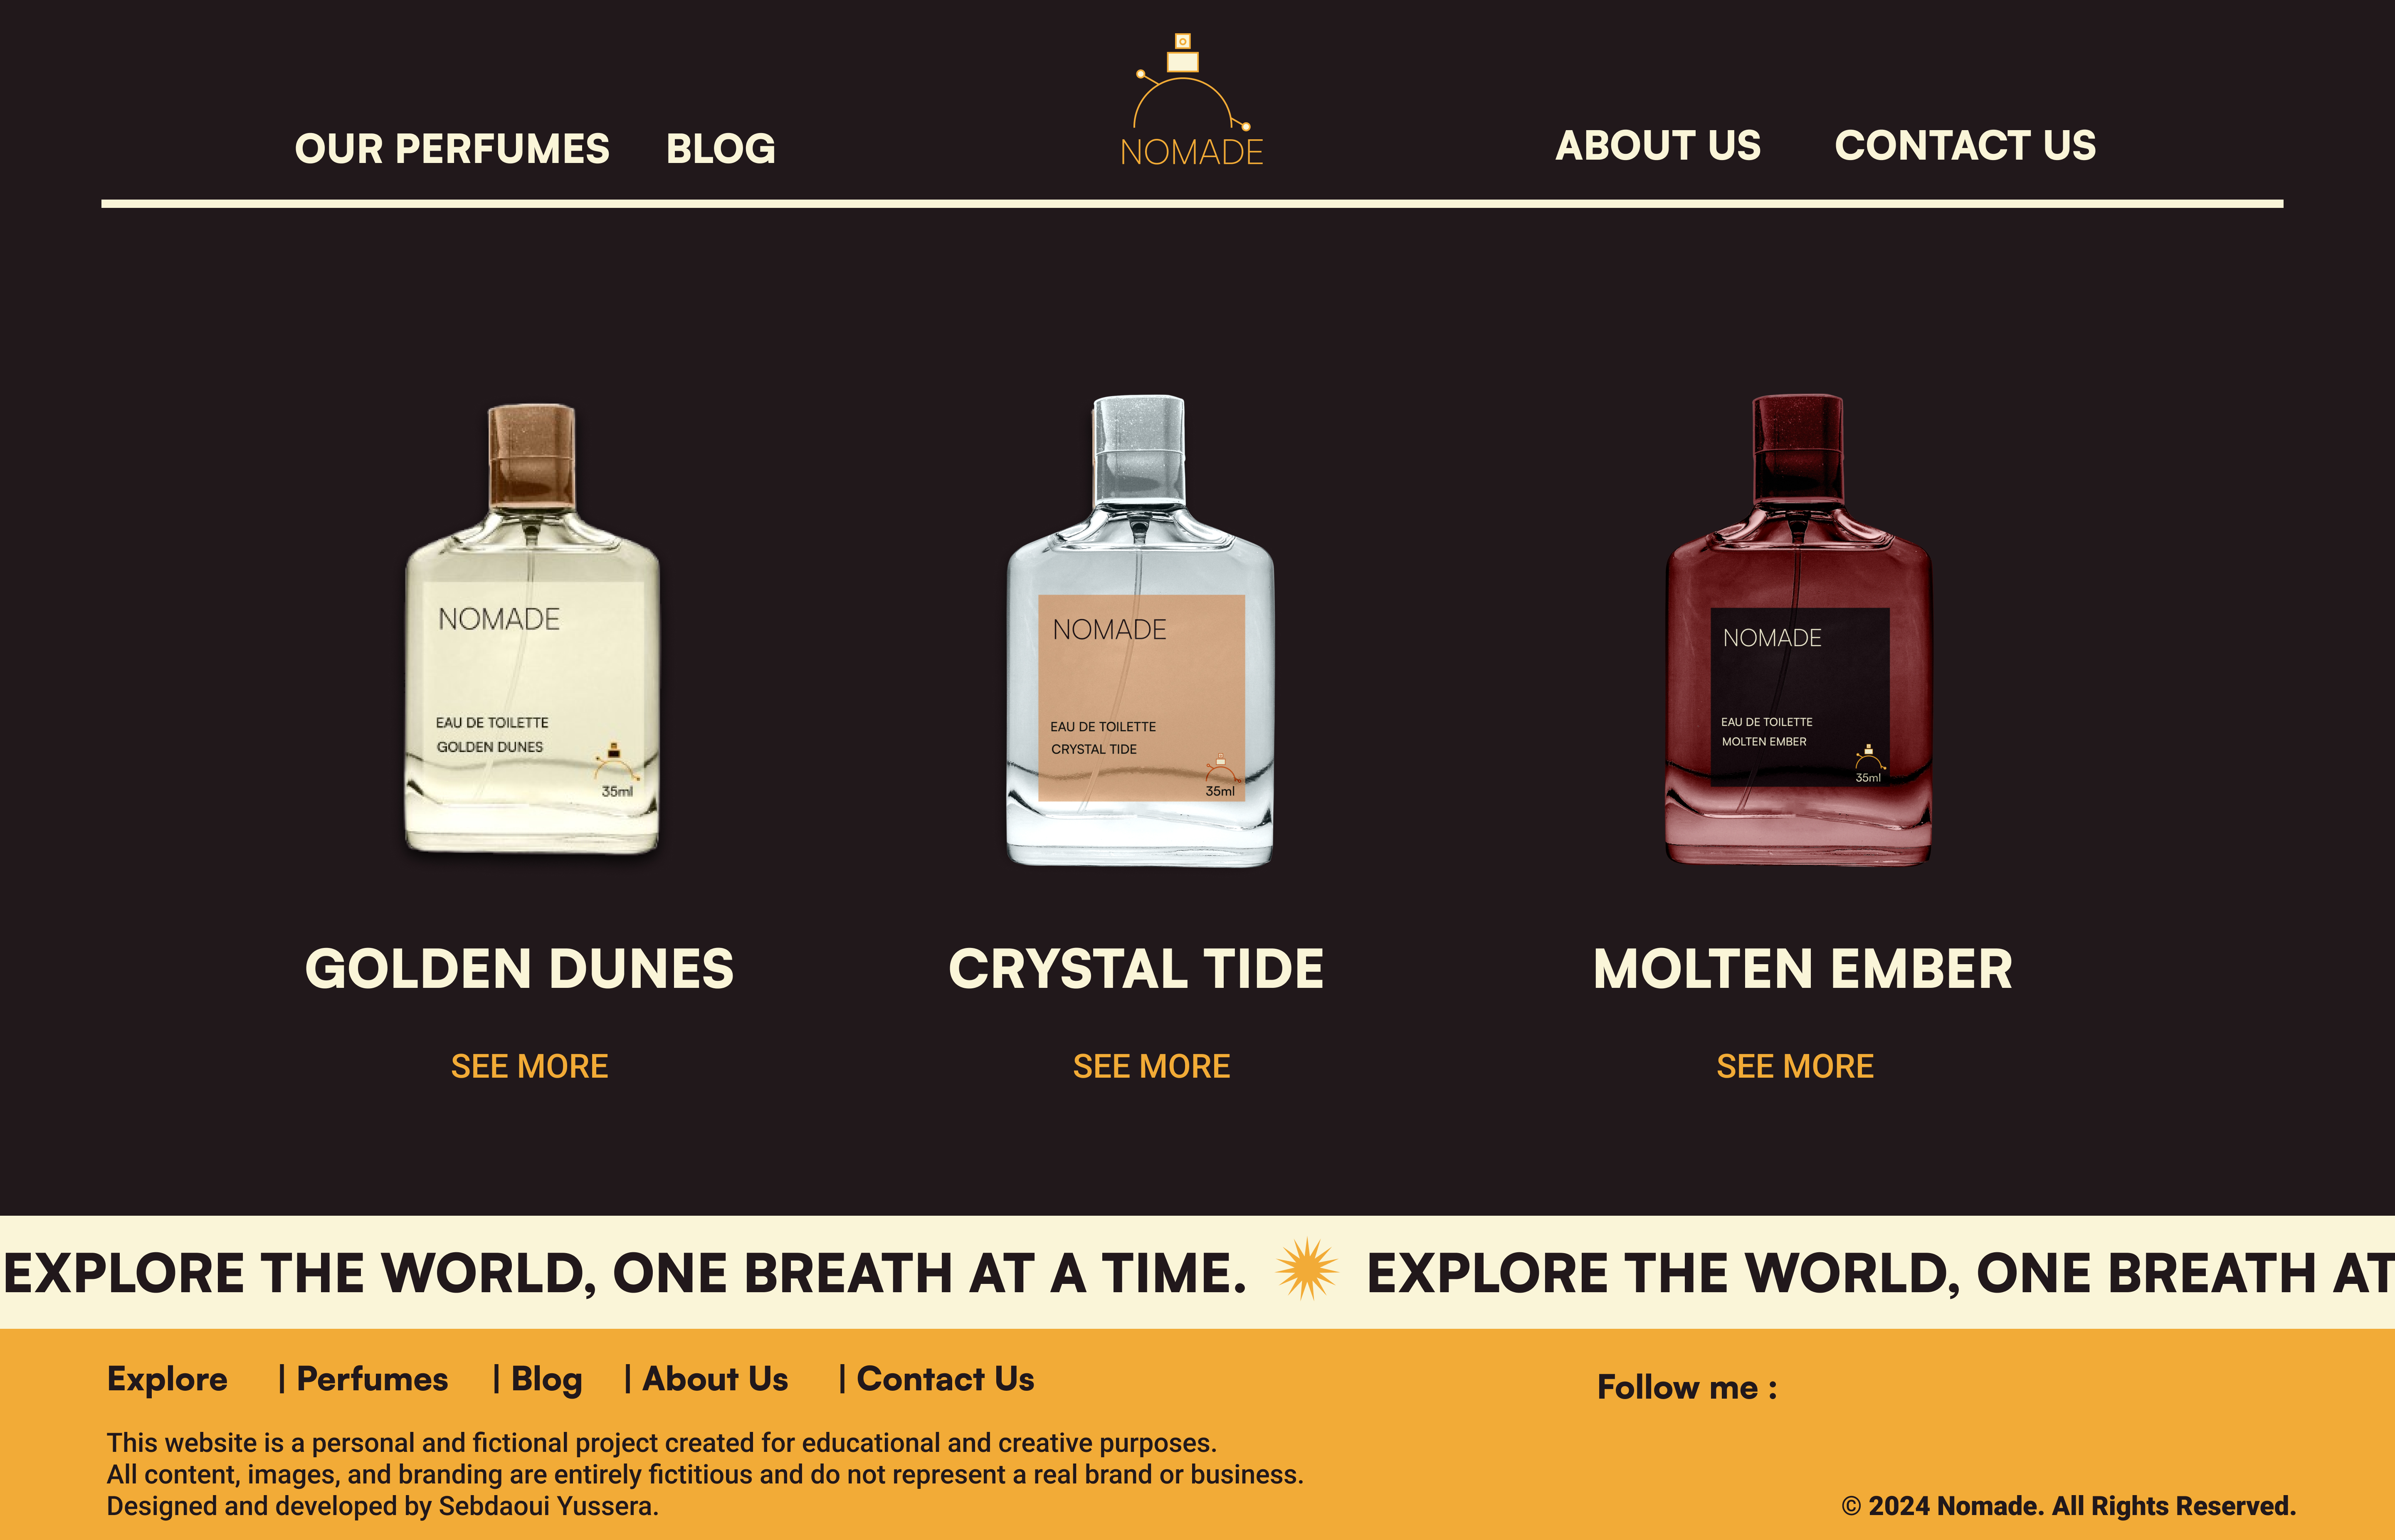 OUR PERFUMES BLOG NOMADE ABOUT US CONTACT US
NOMADE
EAU DE TOILETTE
GOLDEN DUNES
35ml
NOMADE
EAU DE TOILETTE
CRYSTAL TIDE
35ml
NOMADE
EAU DE TOILETTE
MOLTEN EMBER
35ml
GOLDEN DUNES CRYSTAL TIDE MOLTEN EMBER
SEE MORE SEE MORE SEE MORE
EXPLORE THE WORLD, ONE BREATH AT A TIME. EXPLORE THE WORLD, ONE BREATH AT
Explore | Perfumes | Blog | About Us | Contact Us
Follow me :
This website is a personal and fictional project created for educational and creative purposes.
All content, images, and branding are entirely fictitious and do not represent a real brand or business.
Designed and developed by Sebdaoui Yussera.
© 2024 Nomade. All Rights Reserved.